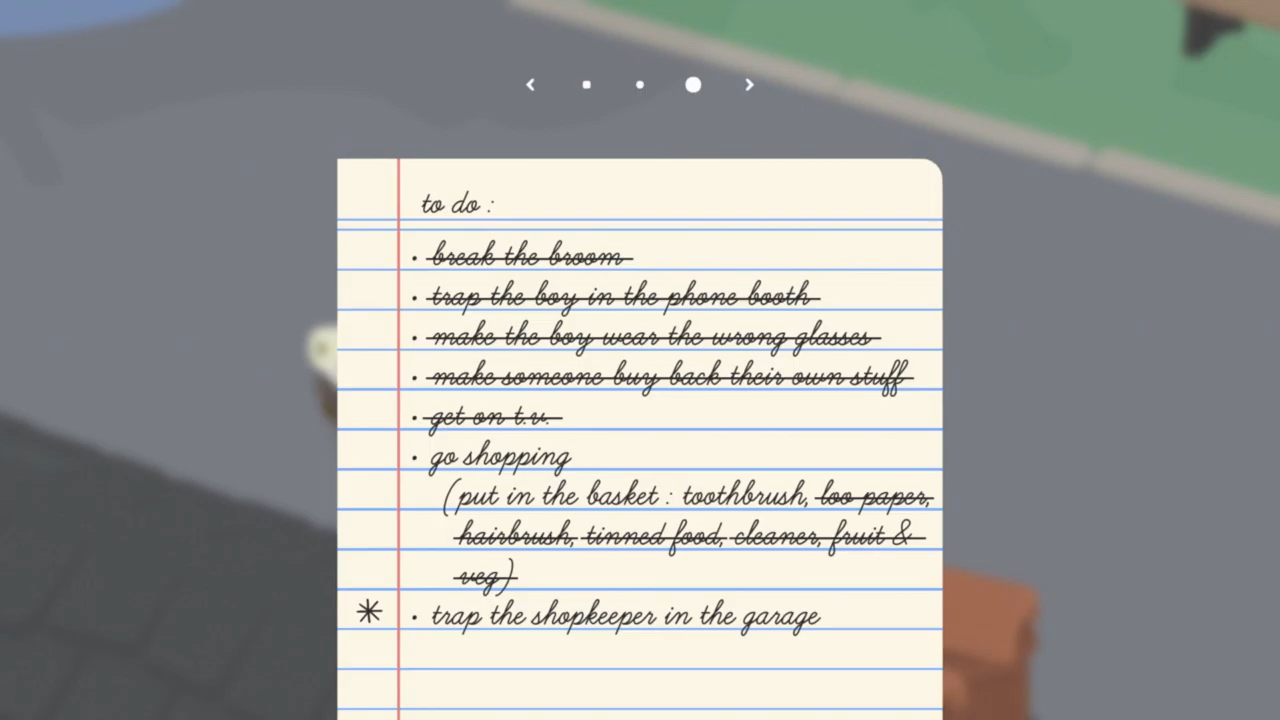 to do :
• break the broom
• trap the boy in the phone booth
• make the boy wear the wrong glasses
• make someone buy back their own stuff
• get on t.v.
• go shopping
(put in the basket : toothbrush, loo paper,
hairbrush, tinned food, cleaner, fruit &
veg)
• trap the shopkeeper in the garage